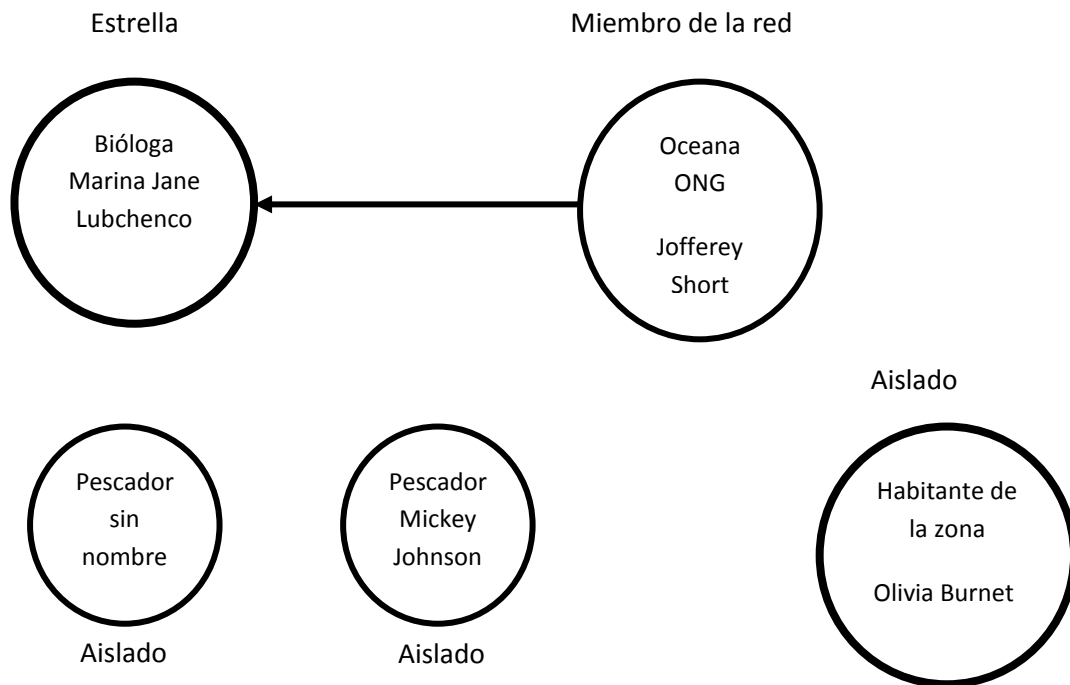 Estrella
Miembro de la red
Bióloga
Marina Jane
Lubchenco
Oceana
ONG
Jofferey
Short
Aislado
Pescador
sin
nombre
Pescador
Mickey
Johnson
Habitante de
la zona
Olivia Burnet
Aislado
Aislado